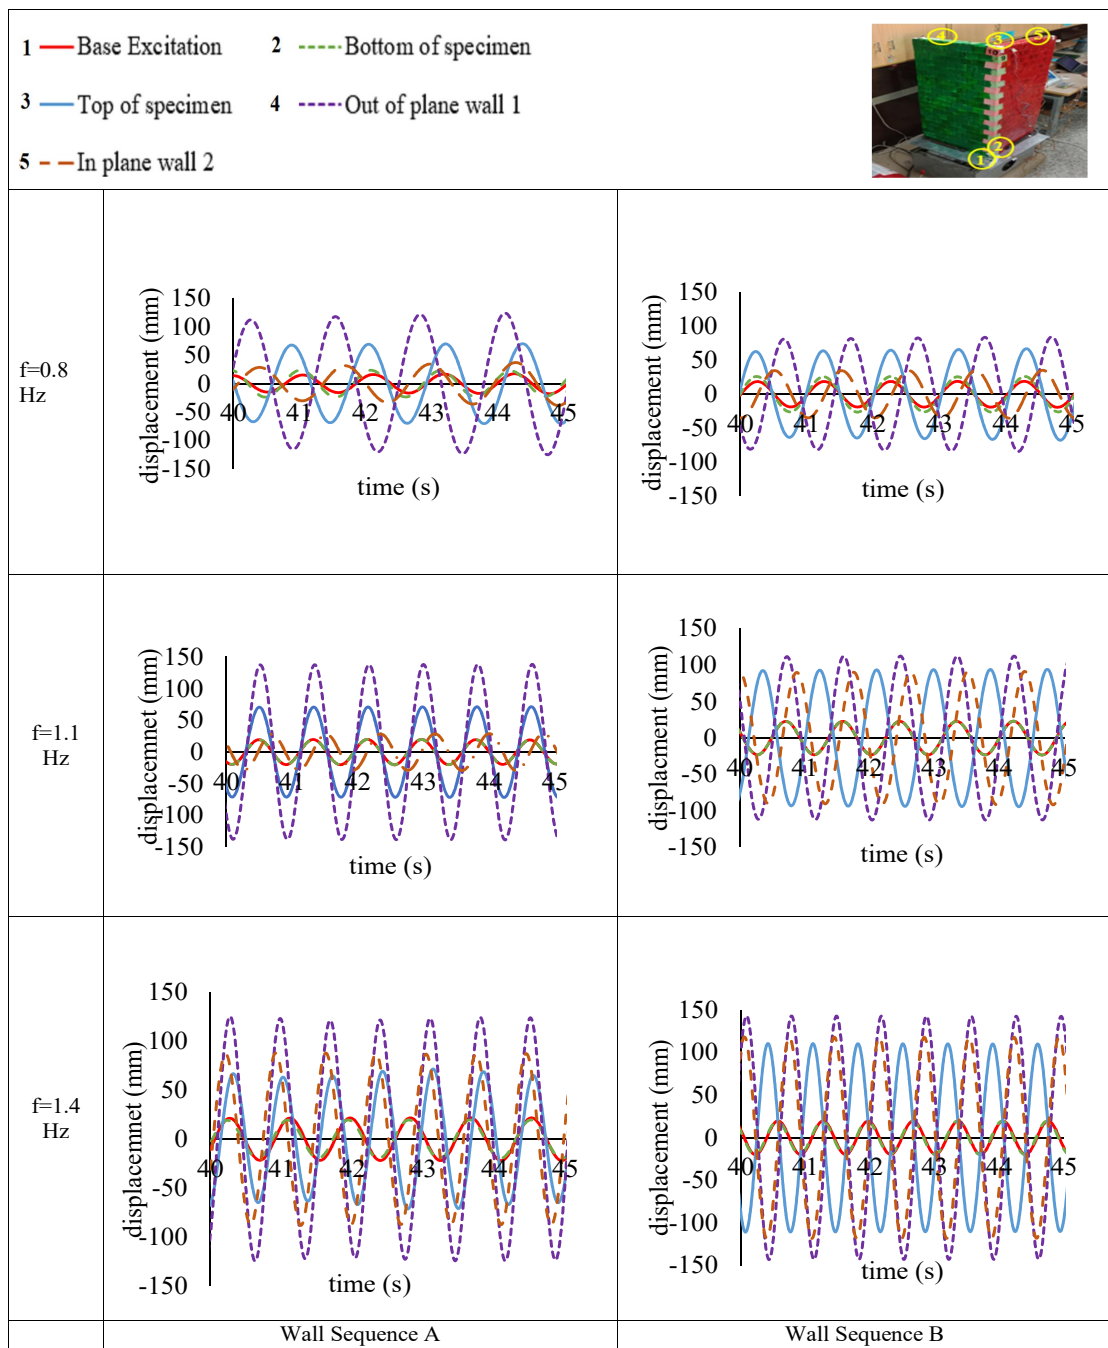 1 Base Excitation 2 Bottom of specimen
3 Top of specimen 4 Out of plane wall 1
5 In plane wall 2
4 3 5
2
1
f=0.8
Hz
displacement (mm)
150
100
50
0
-50
-100
-150
40 41 42 43 44 45
time (s)
displacement (mm)
150
100
50
0
-50
-100
-150
40 41 42 43 44 45
time (s)
f=1.1
Hz
displacemnet (mm)
150
100
50
0
-50
-100
-150
40 41 42 43 44 45
time (s)
displacment (mm)
150
100
50
0
-50
-100
-150
40 41 42 43 44 45
time (s)
f=1.4
Hz
displacemnet (mm)
150
100
50
0
-50
-100
-150
40 41 42 43 44 45
time (s)
displacement (mm)
150
100
50
0
-50
-100
-150
40 41 42 43 44 45
time (s)
Wall Sequence A Wall Sequence B